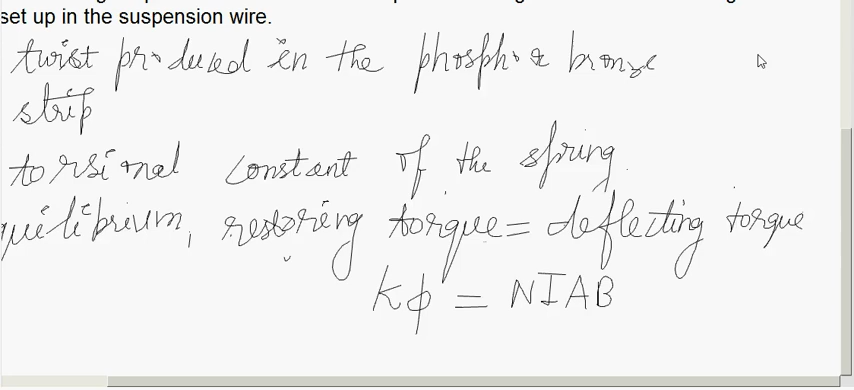 set up in the suspension wire.
twist produced in the phosphor bronze
strip
torsional constant of the spring
quilibrium, restoring torque = deflecting torque
kϕ = NIAB